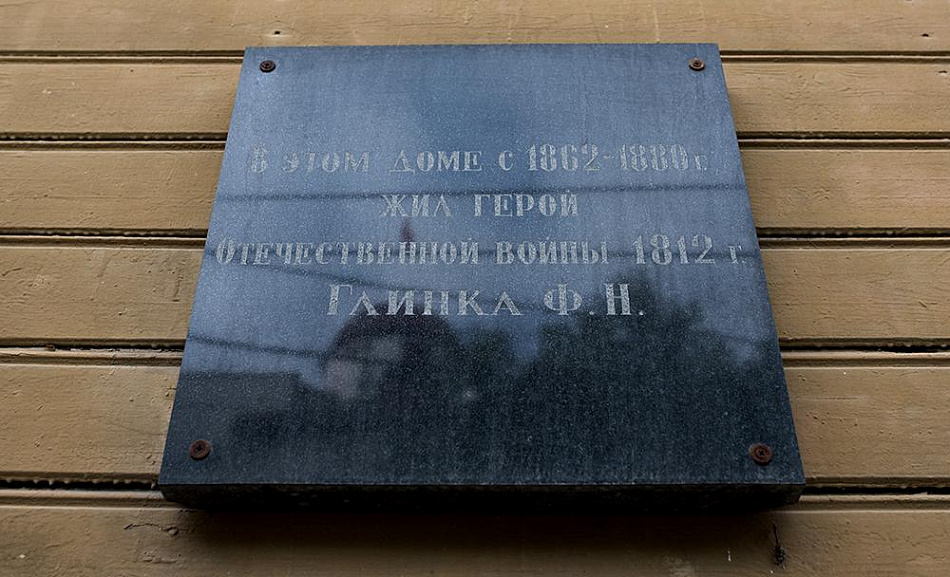 В этом доме с 1862-1880 г.
жил герой
Отечественной войны 1812 г.
Глинка Ф.Н.